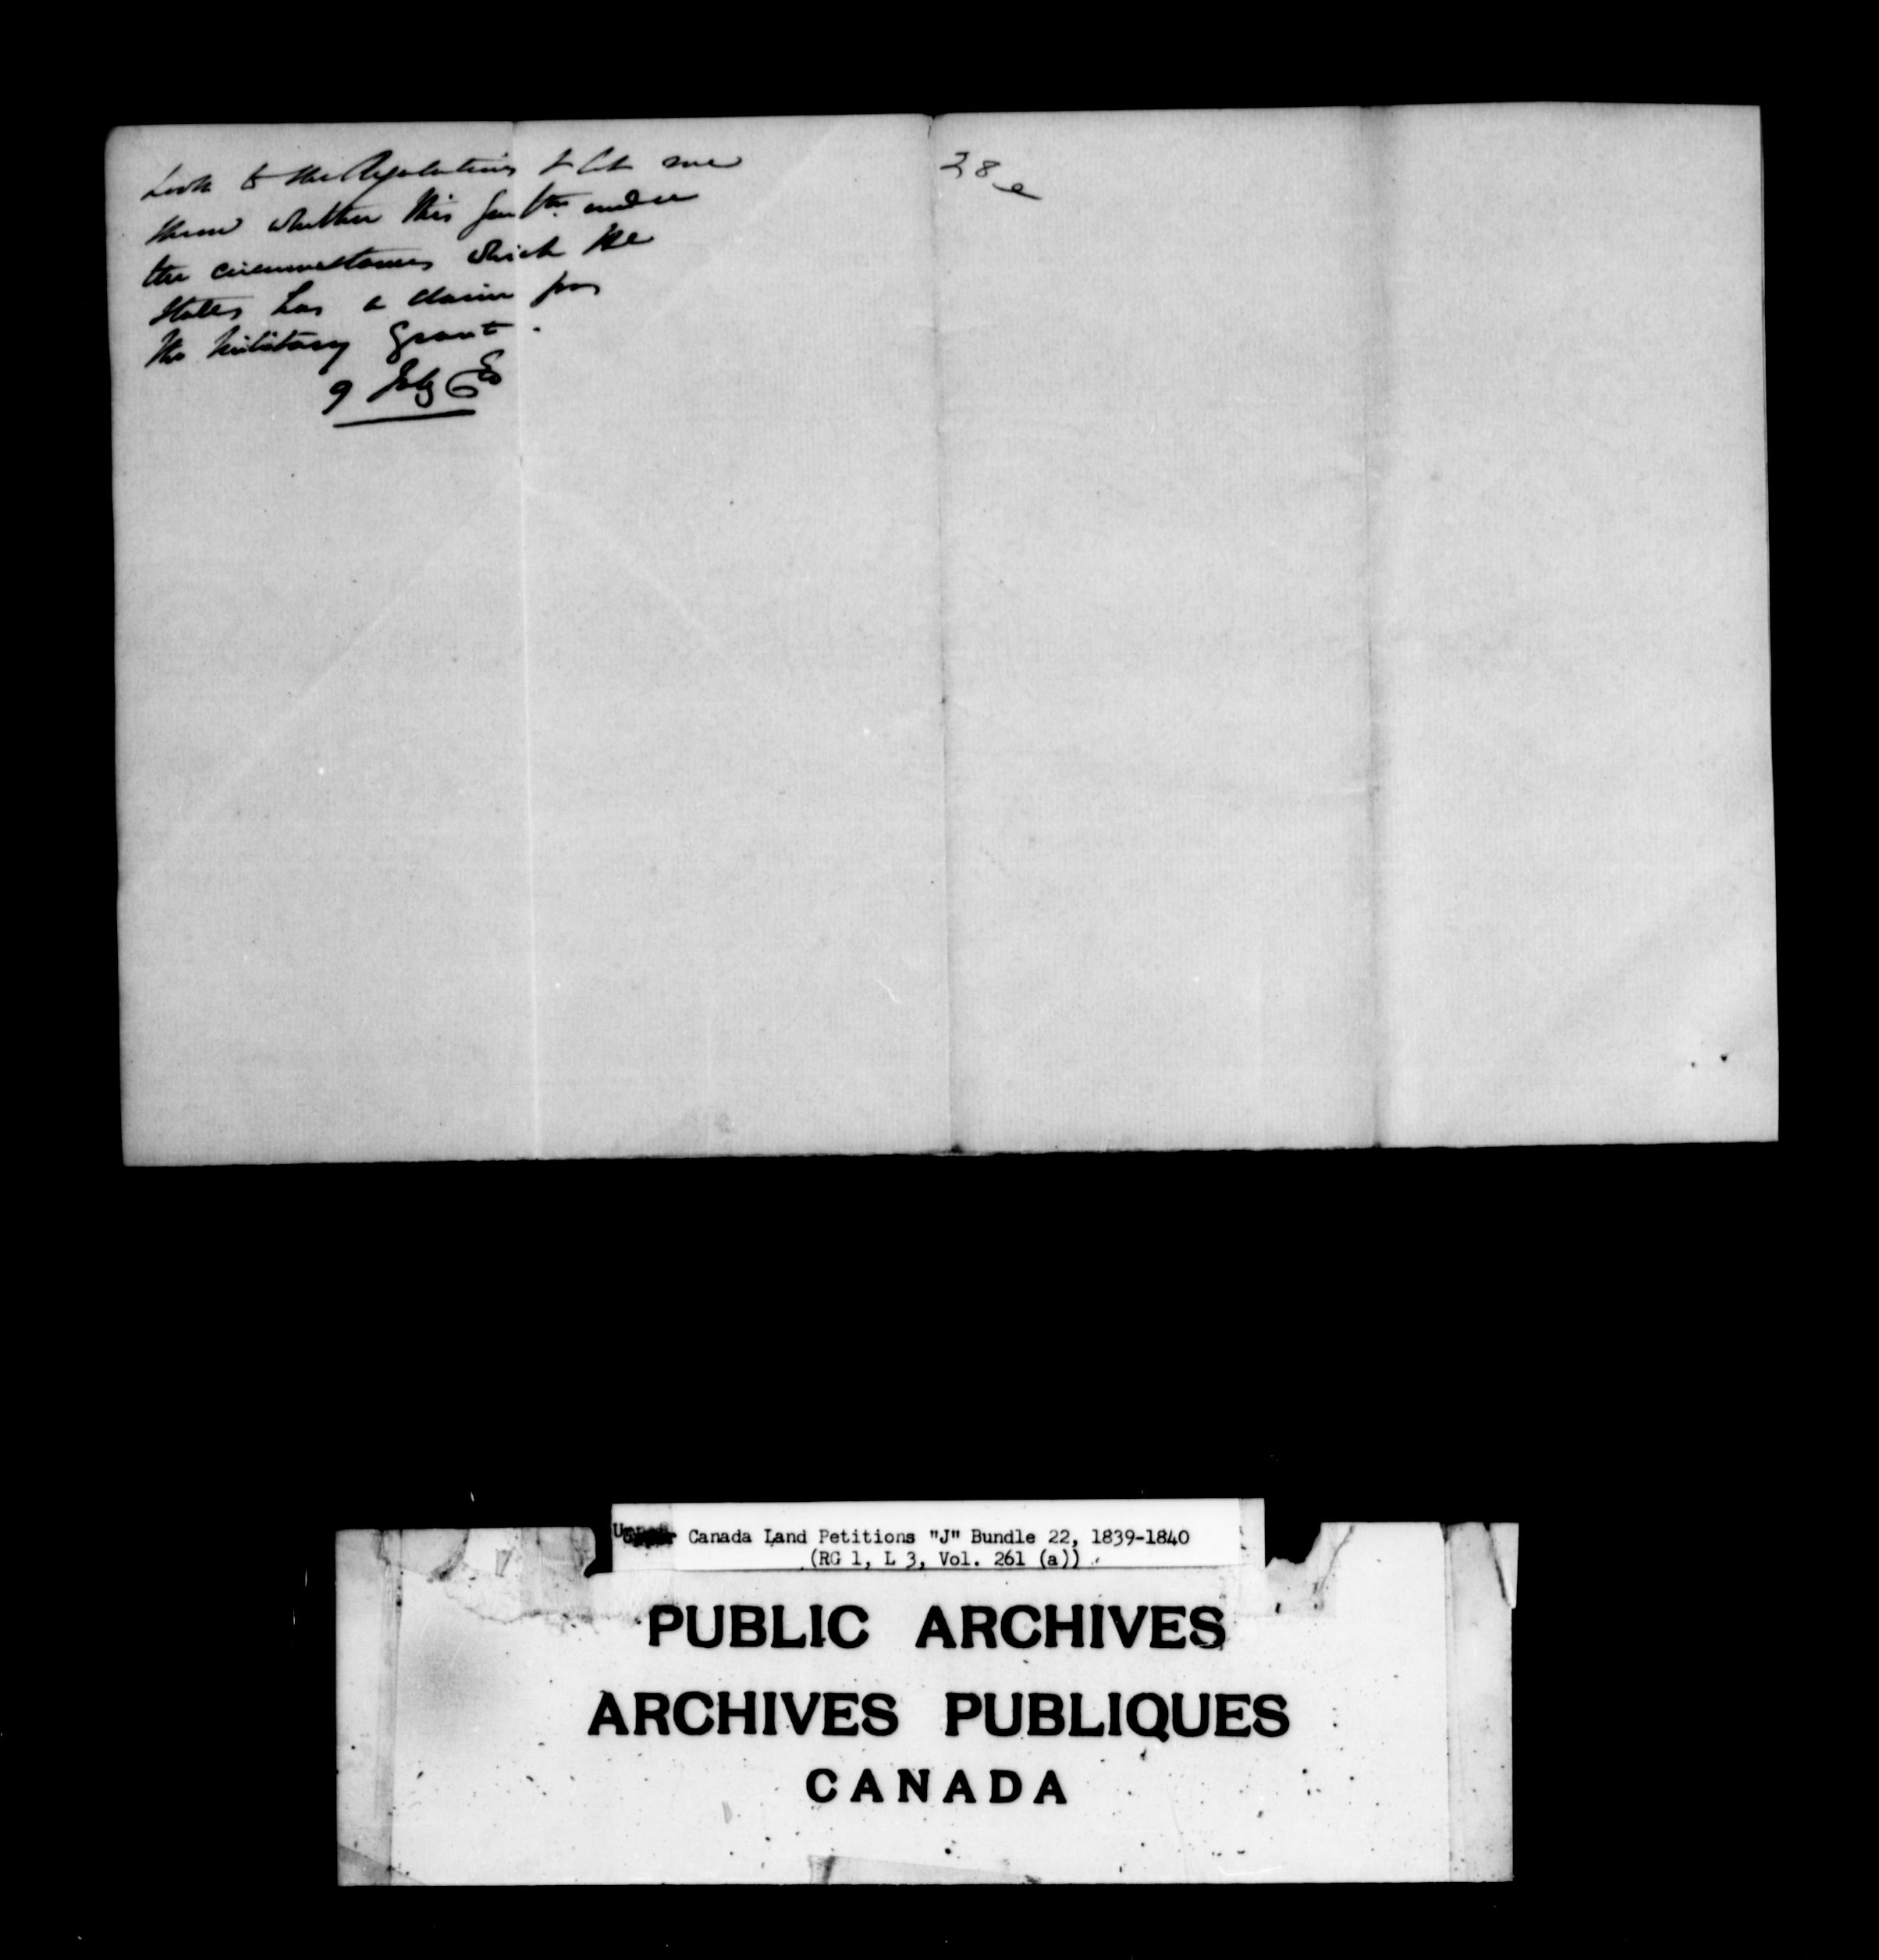 Look to the Regulations & let me
know whether this Gentn. under
the circumstances which he
states has a claim for
the Military Grant.
9 July
28 e
Upper Canada Land Petitions "J" Bundle 22, 1839-1840
(RG 1, L 3, Vol. 261 (a))
PUBLIC ARCHIVES
ARCHIVES PUBLIQUES
CANADA